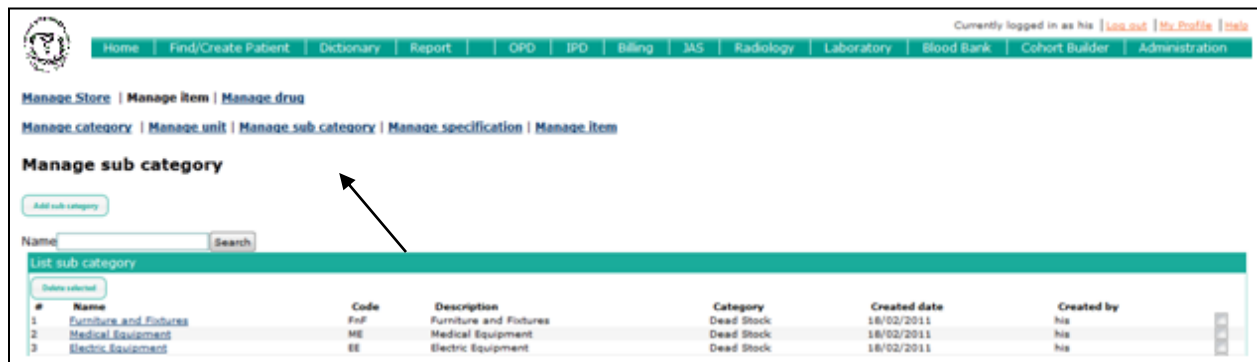 Currently logged in as his | Log out | My Profile | Help
Home | Find/Create Patient | Dictionary | Report | | OPD | IPD | Billing | JAS | Radiology | Laboratory | Blood Bank | Cohort Builder | Administration
Manage Store | Manage item | Manage drug
Manage category | Manage unit | Manage sub category | Manage specification | Manage item
Manage sub category
Add sub category
Name Search
List sub category
Delete selected
# Name Code Description Category Created date Created by
1 Furniture and Fixtures FnF Furniture and Fixtures Dead Stock 18/02/2011 his
2 Medical Equipment ME Medical Equipment Dead Stock 18/02/2011 his
3 Electric Equipment EE Electric Equipment Dead Stock 18/02/2011 his